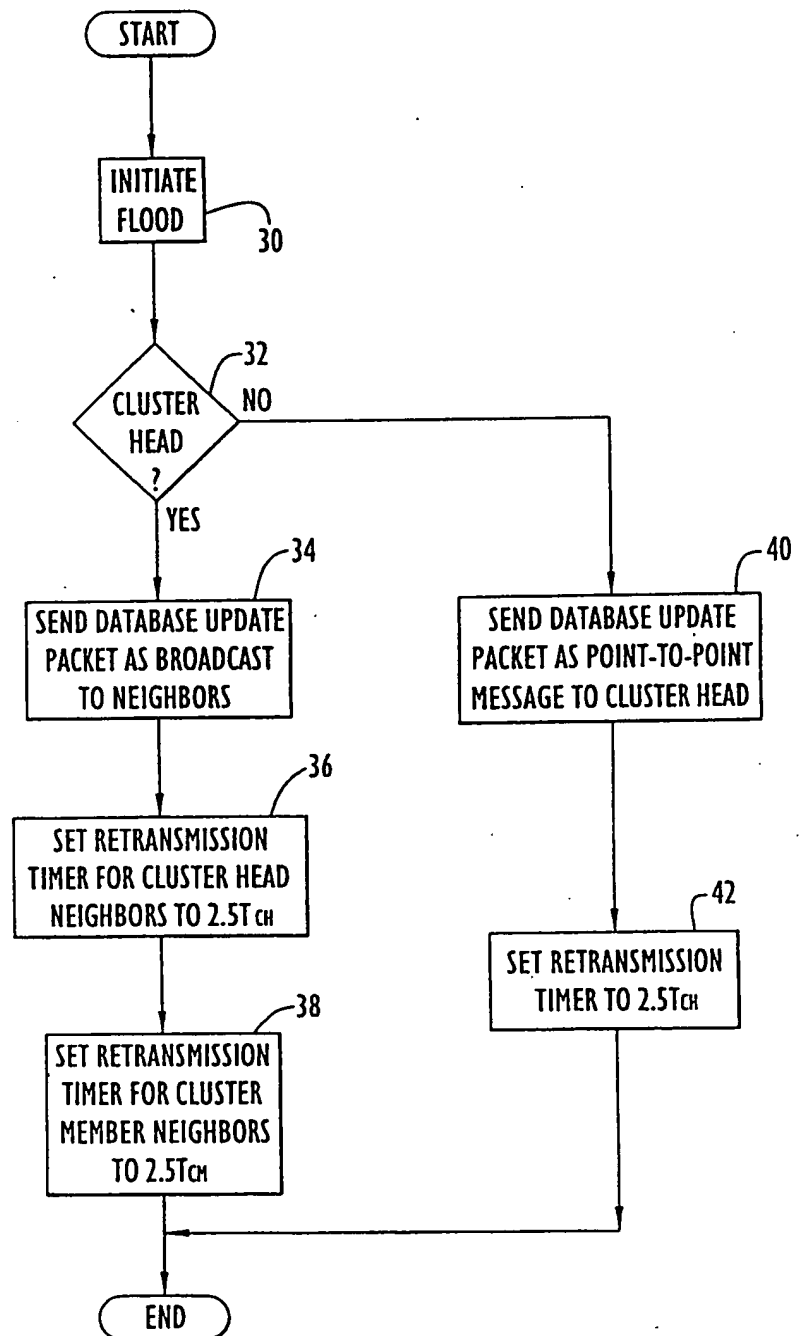 START
INITIATE
FLOOD
30
32
CLUSTER
HEAD
?
NO
YES
34
SEND DATABASE UPDATE
PACKET AS BROADCAST
TO NEIGHBORS
40
SEND DATABASE UPDATE
PACKET AS POINT-TO-POINT
MESSAGE TO CLUSTER HEAD
36
SET RETRANSMISSION
TIMER FOR CLUSTER HEAD
NEIGHBORS TO 2.5TCH
42
SET RETRANSMISSION
TIMER TO 2.5TCH
38
SET RETRANSMISSION
TIMER FOR CLUSTER
MEMBER NEIGHBORS
TO 2.5TCM
END